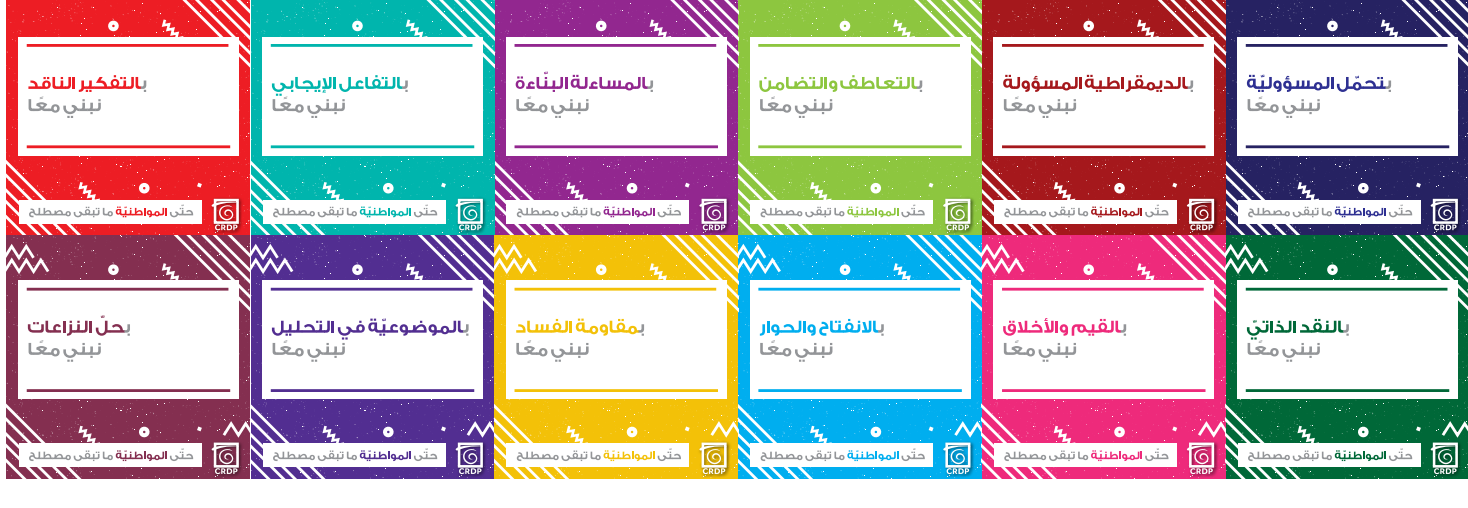 بتحمّل المسؤوليّة
نبني معًا
حتّى المواطنيّة ما تبقى مصطلح
CRDP
بالديمقراطية المسؤولة
نبني معًا
حتّى المواطنيّة ما تبقى مصطلح
CRDP
بالتعاطف والتضامن
نبني معًا
حتّى المواطنيّة ما تبقى مصطلح
CRDP
بالمساءلة البنّاءة
نبني معًا
حتّى المواطنيّة ما تبقى مصطلح
CRDP
بالتفاعل الإيجابي
نبني معًا
حتّى المواطنيّة ما تبقى مصطلح
CRDP
بالتفكير الناقد
نبني معًا
حتّى المواطنيّة ما تبقى مصطلح
CRDP
بالنقد الذاتيّ
نبني معًا
حتّى المواطنيّة ما تبقى مصطلح
CRDP
بالقيم والأخلاق
نبني معًا
حتّى المواطنيّة ما تبقى مصطلح
CRDP
بالانفتاح والحوار
نبني معًا
حتّى المواطنيّة ما تبقى مصطلح
CRDP
بمقاومة الفساد
نبني معًا
حتّى المواطنيّة ما تبقى مصطلح
CRDP
بالموضوعيّة في التحليل
نبني معًا
حتّى المواطنيّة ما تبقى مصطلح
CRDP
بحلّ النزاعات
نبني معًا
حتّى المواطنيّة ما تبقى مصطلح
CRDP